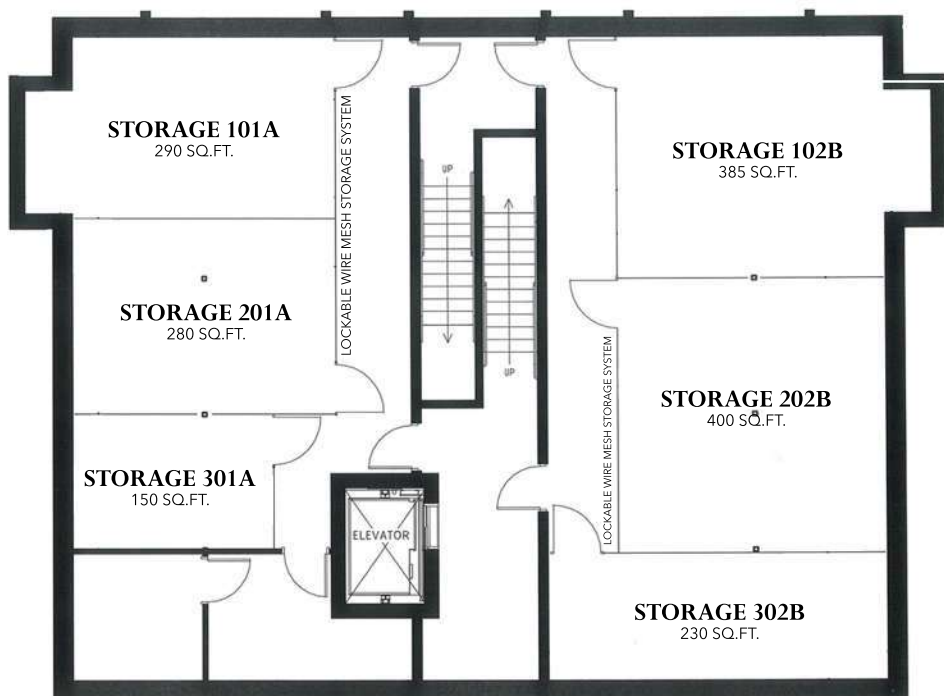 STORAGE 101A
290 SQ.FT.
LOCKABLE WIRE MESH STORAGE SYSTEM
STORAGE 201A
280 SQ.FT.
STORAGE 301A
150 SQ.FT.
UP
UP
ELEVATOR
STORAGE 102B
385 SQ.FT.
LOCKABLE WIRE MESH STORAGE SYSTEM
STORAGE 202B
400 SQ.FT.
STORAGE 302B
230 SQ.FT.